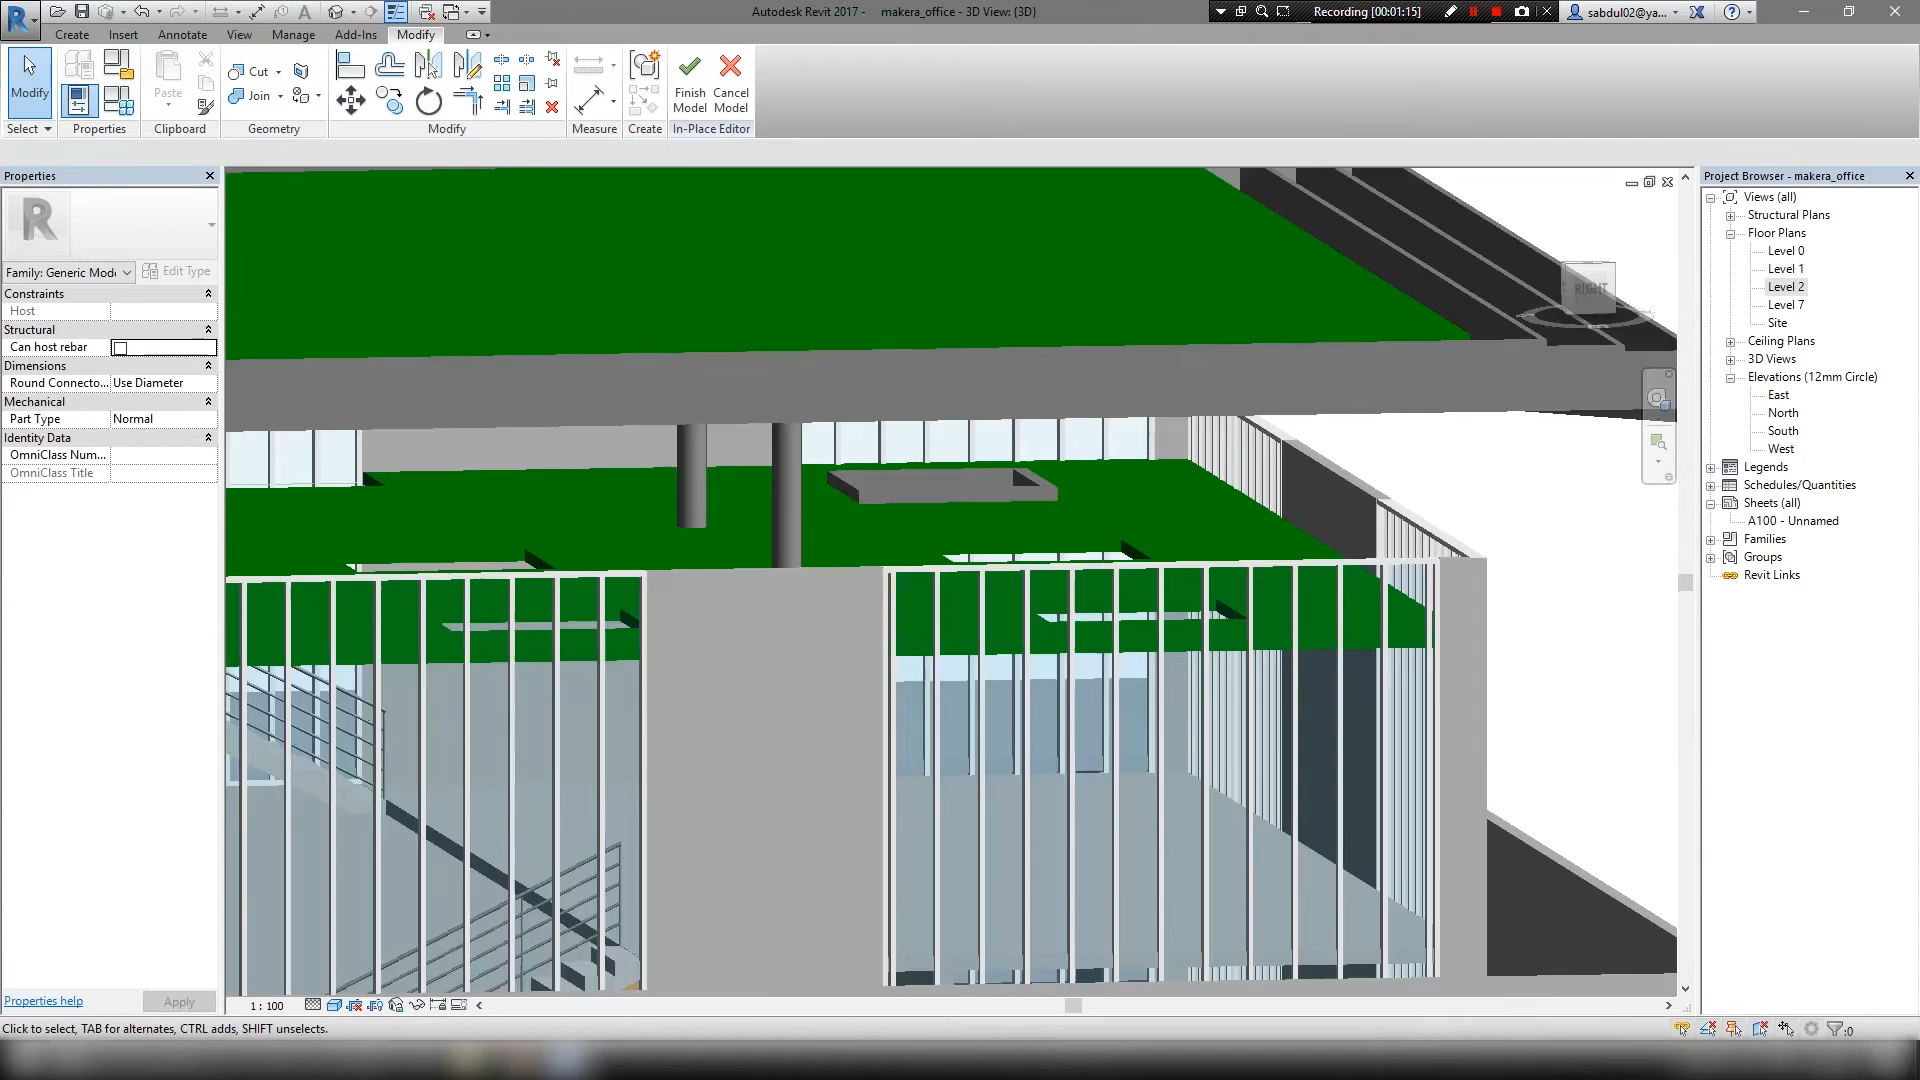 Autodesk Revit 2017 - makera_office - 3D View: {3D}
Recording [00:01:15]
sabdul02@ya...
Create Insert Annotate View Manage Add-Ins Modify
Modify
Paste
Cut
Join
Finish Model
Cancel Model
Select Properties Clipboard Geometry Modify Measure Create In-Place Editor
Properties
R
Family: Generic Mod
Edit Type
Constraints
Host
Structural
Can host rebar
Dimensions
Round Connecto... Use Diameter
Mechanical
Part Type Normal
Identity Data
OmniClass Num...
OmniClass Title
Properties help
Apply
RIGHT
1 : 100
Project Browser - makera_office
Views (all)
Structural Plans
Floor Plans
Level 0
Level 1
Level 2
Level 7
Site
Ceiling Plans
3D Views
Elevations (12mm Circle)
East
North
South
West
Legends
Schedules/Quantities
Sheets (all)
A100 - Unnamed
Families
Groups
Revit Links
Click to select, TAB for alternates, CTRL adds, SHIFT unselects.
:0